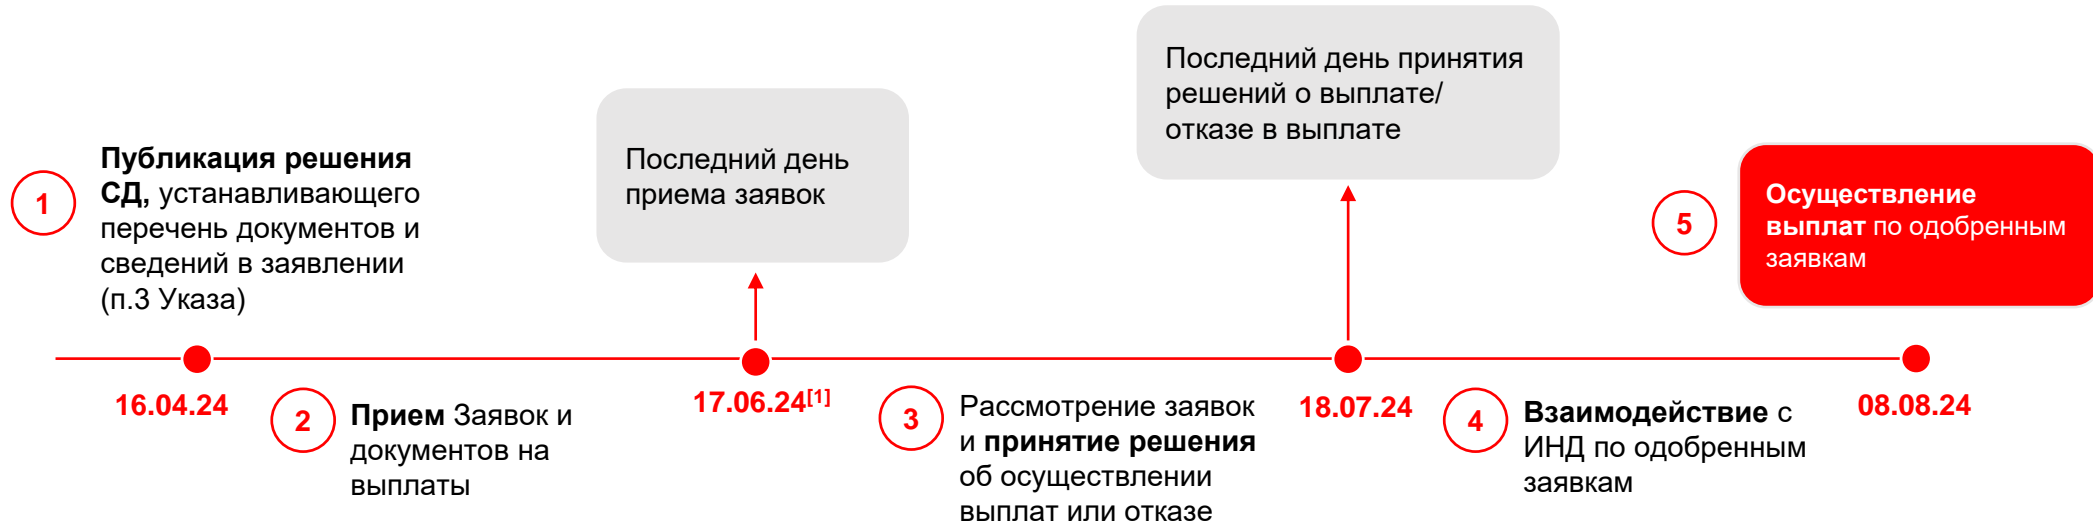 1
Публикация решения
СД, устанавливающего
перечень документов и
сведений в заявлении
(п.3 Указа)
16.04.24
2
Прием Заявок и
документов на
выплаты
Последний день
приема заявок
17.06.24[1]
3
Рассмотрение заявок
и принятие решения
об осуществлении
выплат или отказе
Последний день принятия
решений о выплате/
отказе в выплате
18.07.24
4
Взаимодействие с
ИНД по одобренным
заявкам
5
Осуществление
выплат по одобренным
заявкам
08.08.24